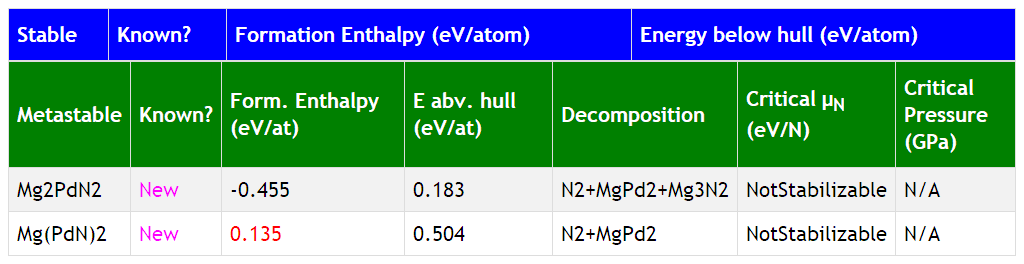 Stable Known? Formation Enthalpy (eV/atom) Energy below hull (eV/atom)
Metastable Known? Form. Enthalpy (eV/at) E abv. hull (eV/at) Decomposition Critical μN (eV/N) Critical Pressure (GPa)
Mg2PdN2 New -0.455 0.183 N2+MgPd2+Mg3N2 NotStabilizable N/A
Mg(PdN)2 New 0.135 0.504 N2+MgPd2 NotStabilizable N/A